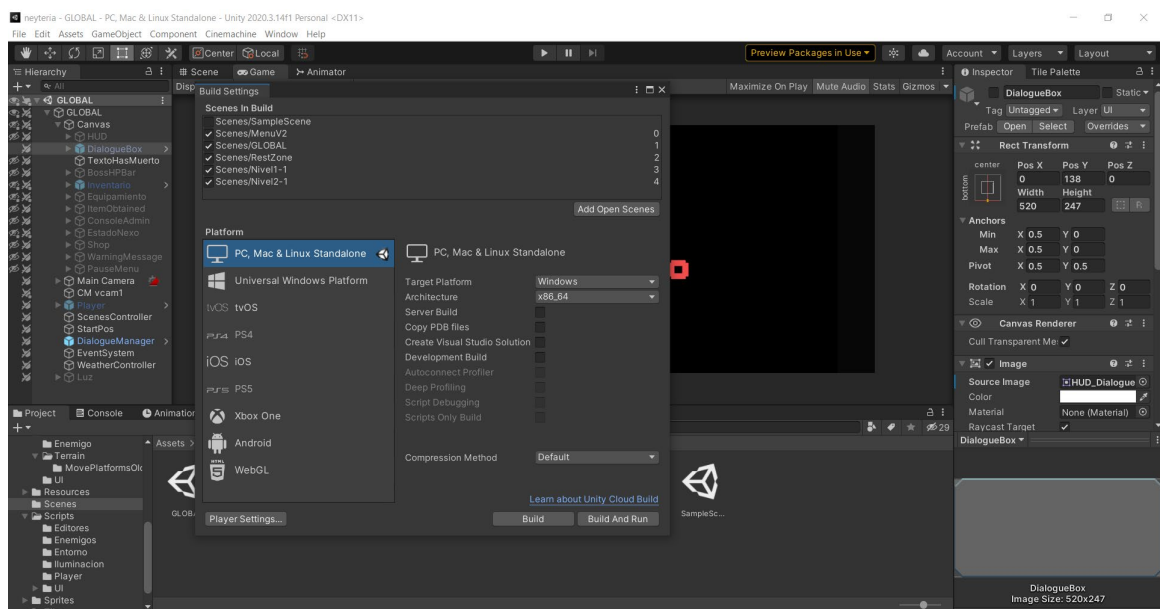 neyteria - GLOBAL - PC, Mac & Linux Standalone - Unity 2020.3.14f1 Personal <DX11>
File Edit Assets GameObject Component Cinemachine Window Help
Center Local Preview Packages in Use Account Layers Layout
Hierarchy
All
GLOBAL
GLOBAL
Canvas
HUD
DialogueBox
TextoHasMuerto
BossHPBar
Inventario
Equipamiento
ItemObtained
ConsoleAdmin
EstadoNexo
Shop
WarningMessage
PauseMenu
Main Camera
CM vcam1
Player
ScenesController
StartPos
DialogueManager
EventSystem
WeatherController
Luz
Scene Game Animator
Disp
Maximize On Play Mute Audio Stats Gizmos
Build Settings
Scenes In Build
Scenes/SampleScene
Scenes/MenuV2 0
Scenes/GLOBAL 1
Scenes/RestZone 2
Scenes/Nivel1-1 3
Scenes/Nivel2-1 4
Add Open Scenes
Platform
PC, Mac & Linux Standalone
Universal Windows Platform
tvOS tvOS
PS4 PS4
iOS iOS
PS5 PS5
Xbox One
Android
HTML 5 WebGL
PC, Mac & Linux Standalone
Target Platform Windows
Architecture x86_64
Server Build
Copy PDB files
Create Visual Studio Solution
Development Build
Autoconnect Profiler
Deep Profiling
Script Debugging
Scripts Only Build
Compression Method Default
Learn about Unity Cloud Build
Player Settings... Build Build And Run
Inspector Tile Palette
DialogueBox Static
Tag Untagged Layer UI
Prefab Open Select Overrides
Rect Transform
center Pos X Pos Y Pos Z
bottom 0 138 0
Width Height
520 247
R
Anchors
Min X 0.5 Y 0
Max X 0.5 Y 0
Pivot X 0.5 Y 0.5
Rotation X 0 Y 0 Z 0
Scale X 1 Y 1 Z 1
Canvas Renderer
Cull Transparent Me
Image
Source Image HUD_Dialogue
Color
Material None (Material)
Raycast Target
DialogueBox
DialogueBox
Image Size: 520x247
Project Console Animation
29
Enemigo
Terrain
MovePlatformsOl
UI
Resources
Scenes
Scripts
Editores
Enemigos
Entorno
Iluminacion
Player
UI
Sprites
Assets >
GLOB
SampleSc...